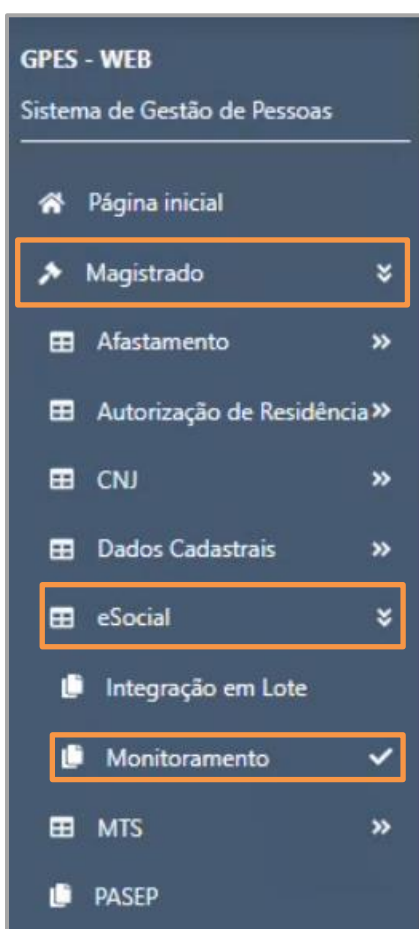 GPES - WEB
Sistema de Gestão de Pessoas
Página inicial
Magistrado
Afastamento
Autorização de Residência
CNJ
Dados Cadastrais
eSocial
Integração em Lote
Monitoramento
MTS
PASEP